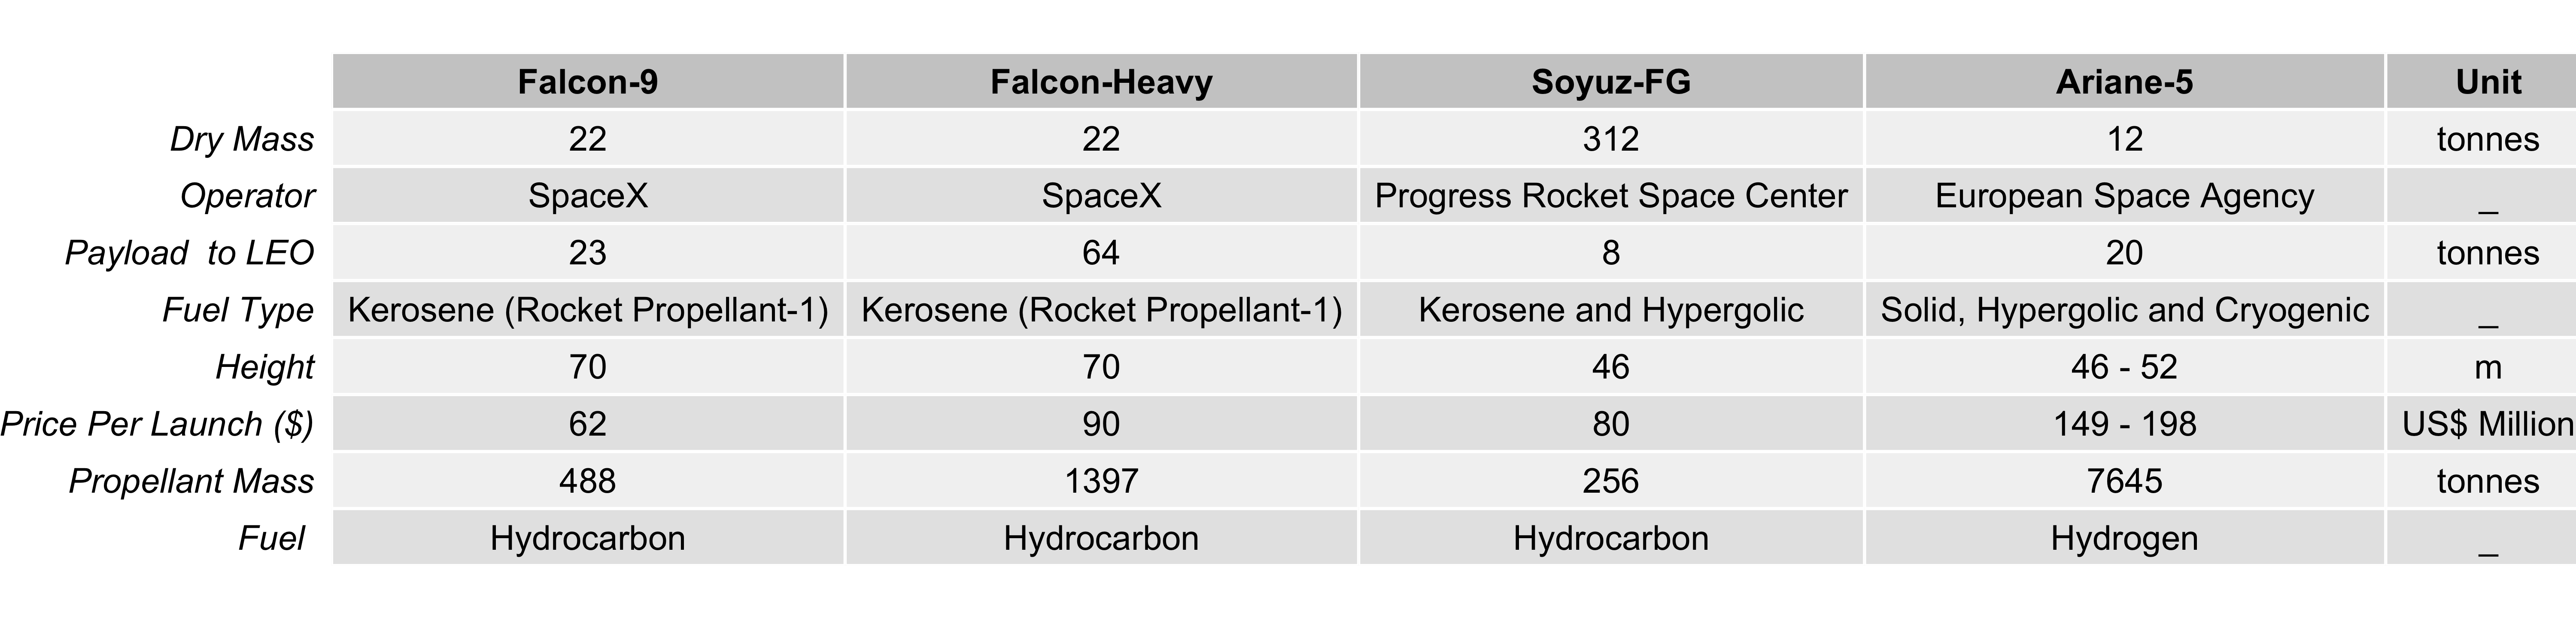 Falcon-9 Falcon-Heavy Soyuz-FG Ariane-5 Unit
Dry Mass 22 22 312 12 tonnes
Operator SpaceX SpaceX Progress Rocket Space Center European Space Agency _
Payload  to LEO 23 64 8 20 tonnes
Fuel Type Kerosene (Rocket Propellant-1) Kerosene (Rocket Propellant-1) Kerosene and Hypergolic Solid, Hypergolic and Cryogenic _
Height 70 70 46 46 - 52 m
Price Per Launch ($) 62 90 80 149 - 198 US$ Million
Propellant Mass 488 1397 256 7645 tonnes
Fuel Hydrocarbon Hydrocarbon Hydrocarbon Hydrogen _